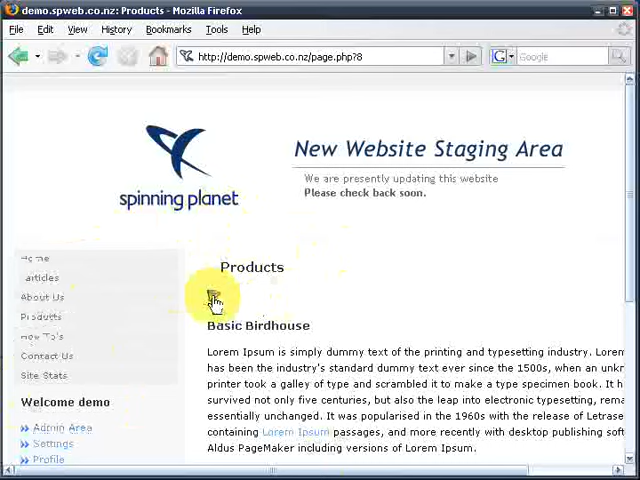 demo.spweb.co.nz: Products - Mozilla Firefox
File Edit View History Bookmarks Tools Help
http://demo.spweb.co.nz/page.php?8
G Google
spinning planet
New Website Staging Area
We are presently updating this website
Please check back soon.
Home
articles
About Us
Products
How To's
Contact Us
Site Stats
Welcome demo
Admin Area
Settings
Profile
Products
Basic Birdhouse
Lorem Ipsum is simply dummy text of the printing and typesetting industry. Lorem
has been the industry's standard dummy text ever since the 1500s, when an unkn
printer took a galley of type and scrambled it to make a type specimen book. It h
survived not only five centuries, but also the leap into electronic typesetting, rema
essentially unchanged. It was popularised in the 1960s with the release of Letrase
containing Lorem Ipsum passages, and more recently with desktop publishing soft
Aldus PageMaker including versions of Lorem Ipsum.